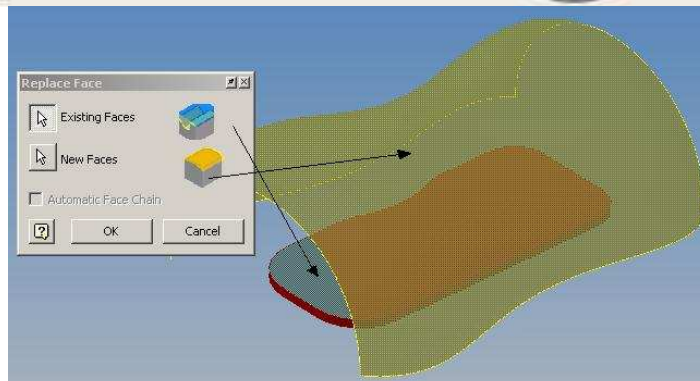 Replace Face
Existing Faces
New Faces
Automatic Face Chain
OK
Cancel